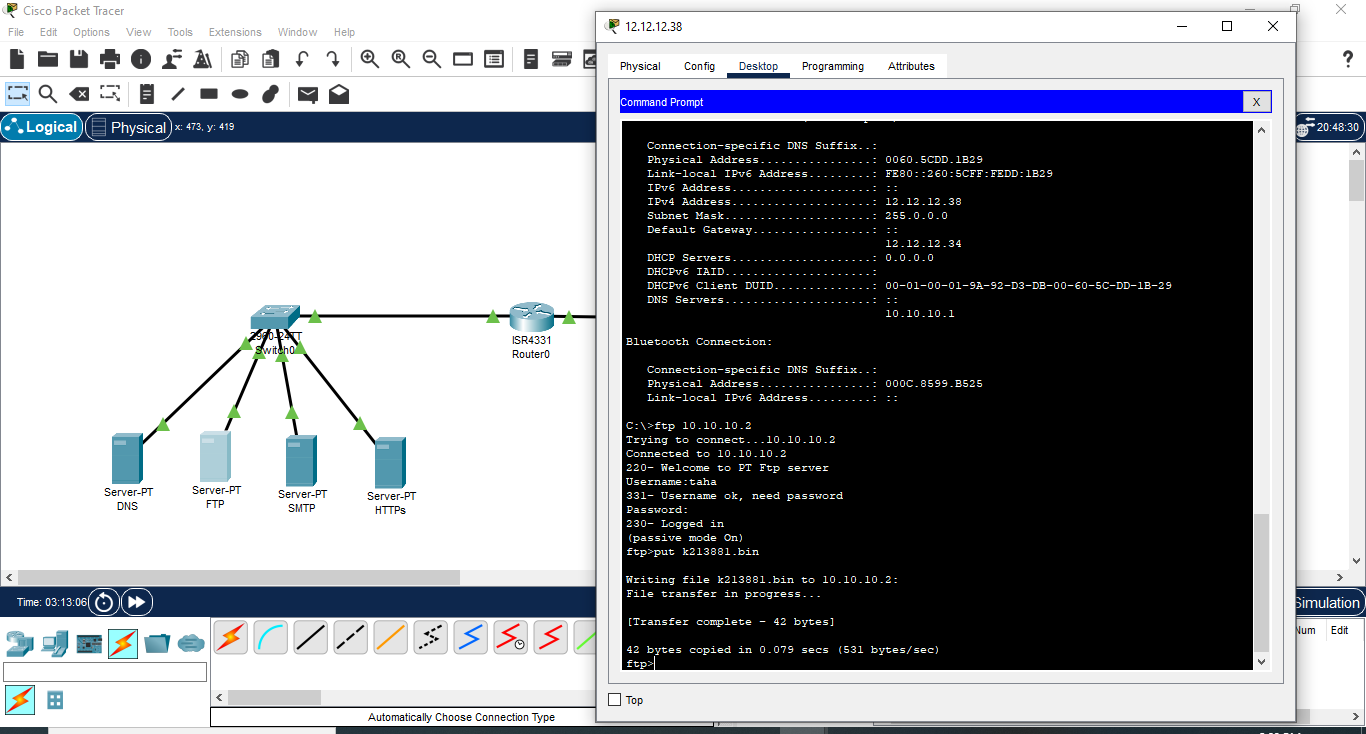 Cisco Packet Tracer
File Edit Options View Tools Extensions Window Help
Logical Physical x: 473, y: 419
20:48:30
2960-24TT
Switch0
ISR4331
Router0
Server-PT
DNS
Server-PT
FTP
Server-PT
SMTP
Server-PT
HTTPs
Time: 03:13:06
Simulation
Num Edit
Automatically Choose Connection Type
12.12.12.38
Physical Config Desktop Programming Attributes
Command Prompt X
Connection-specific DNS Suffix..:
Physical Address................: 0060.5CDD.1B29
Link-local IPv6 Address.........: FE80::260:5CFF:FEDD:1B29
IPv6 Address....................: ::
IPv4 Address....................: 12.12.12.38
Subnet Mask.....................: 255.0.0.0
Default Gateway.................: ::
12.12.12.34
DHCP Servers....................: 0.0.0.0
DHCPv6 IAID.....................:
DHCPv6 Client DUID..............: 00-01-00-01-9A-92-D3-DB-00-60-5C-DD-1B-29
DNS Servers.....................: ::
10.10.10.1
Bluetooth Connection:
Connection-specific DNS Suffix..:
Physical Address................: 000C.8599.B525
Link-local IPv6 Address.........: ::
C:\>ftp 10.10.10.2
Trying to connect...10.10.10.2
Connected to 10.10.10.2
220- Welcome to PT Ftp server
Username:taha
331- Username ok, need password
Password:
230- Logged in
(passive mode On)
ftp>put k213881.bin
Writing file k213881.bin to 10.10.10.2:
File transfer in progress...
[Transfer complete - 42 bytes]
42 bytes copied in 0.079 secs (531 bytes/sec)
ftp>
Top